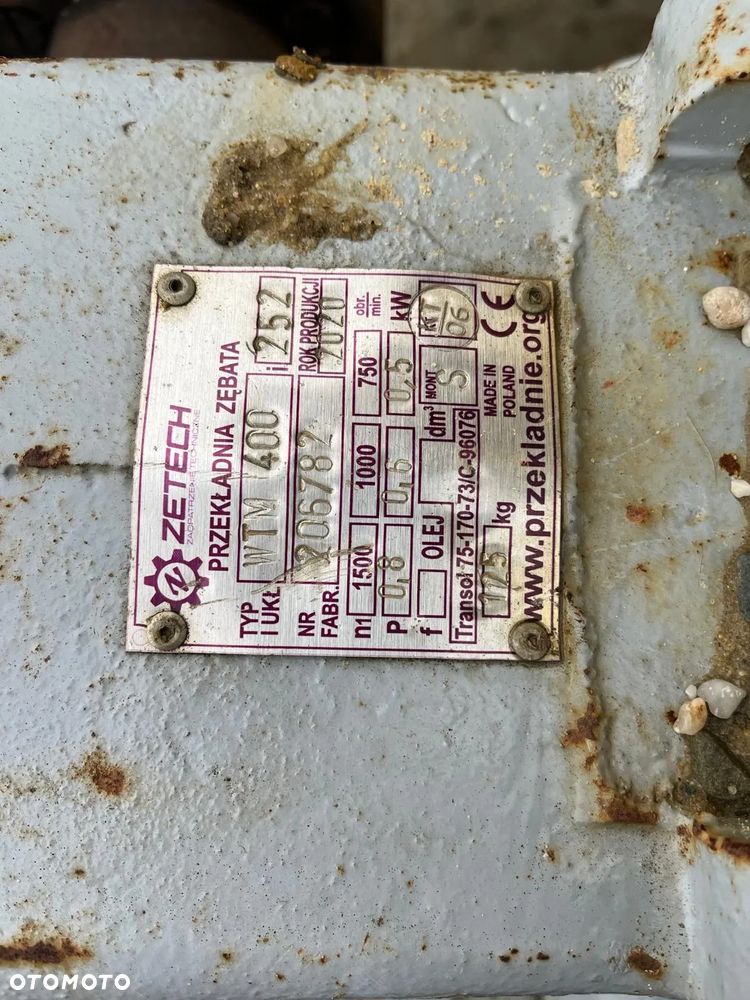 ZETECH
ZAOPATRZENIE TECHNICZNE
PRZEKŁADNIA ZĘBATA
TYP I UKŁ. WTM 400 i 252
NR FABR. 206782 ROK PRODUKCJI 2020
n1 1500 1000 750 obr. min.
P 0,8 0,6 0,5 kW
f OLEJ dm³ MONT S KT 06
Transol 75-170-73/C-96076
125 kg MADE IN POLAND CE
www.przekladnie.org
OTOMOTO